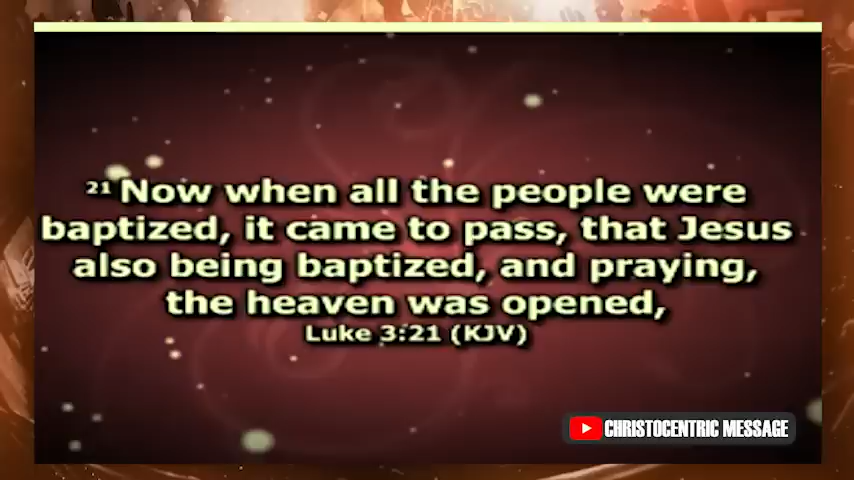 21 Now when all the people were
baptized, it came to pass, that Jesus
also being baptized, and praying,
the heaven was opened,
Luke 3:21 (KJV)
CHRISTOCENTRIC MESSAGE